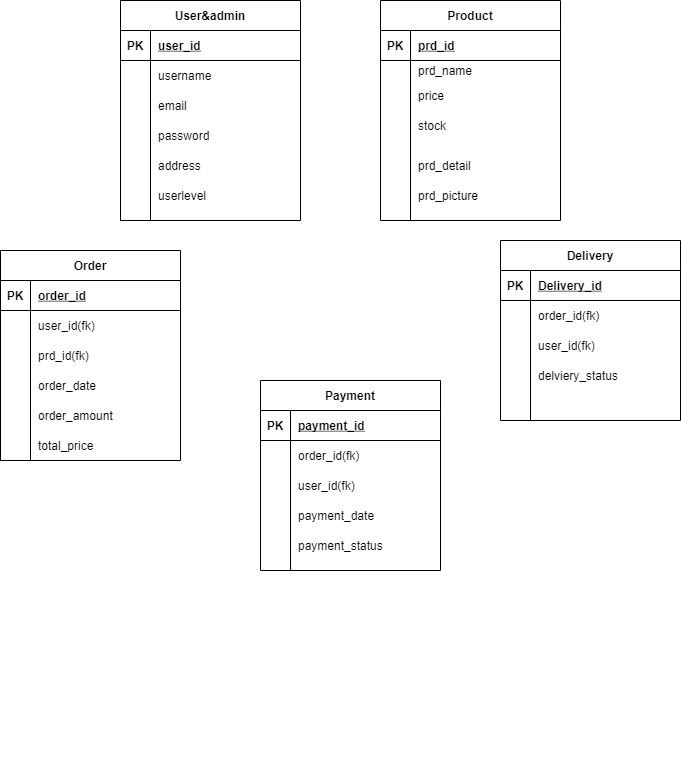 User&admin
PK user_id
username
email
password
address
userlevel
Product
PK prd_id
prd_name
price
stock
prd_detail
prd_picture
Order
PK order_id
user_id(fk)
prd_id(fk)
order_date
order_amount
total_price
Delivery
PK Delivery_id
order_id(fk)
user_id(fk)
delviery_status
Payment
PK payment_id
order_id(fk)
user_id(fk)
payment_date
payment_status